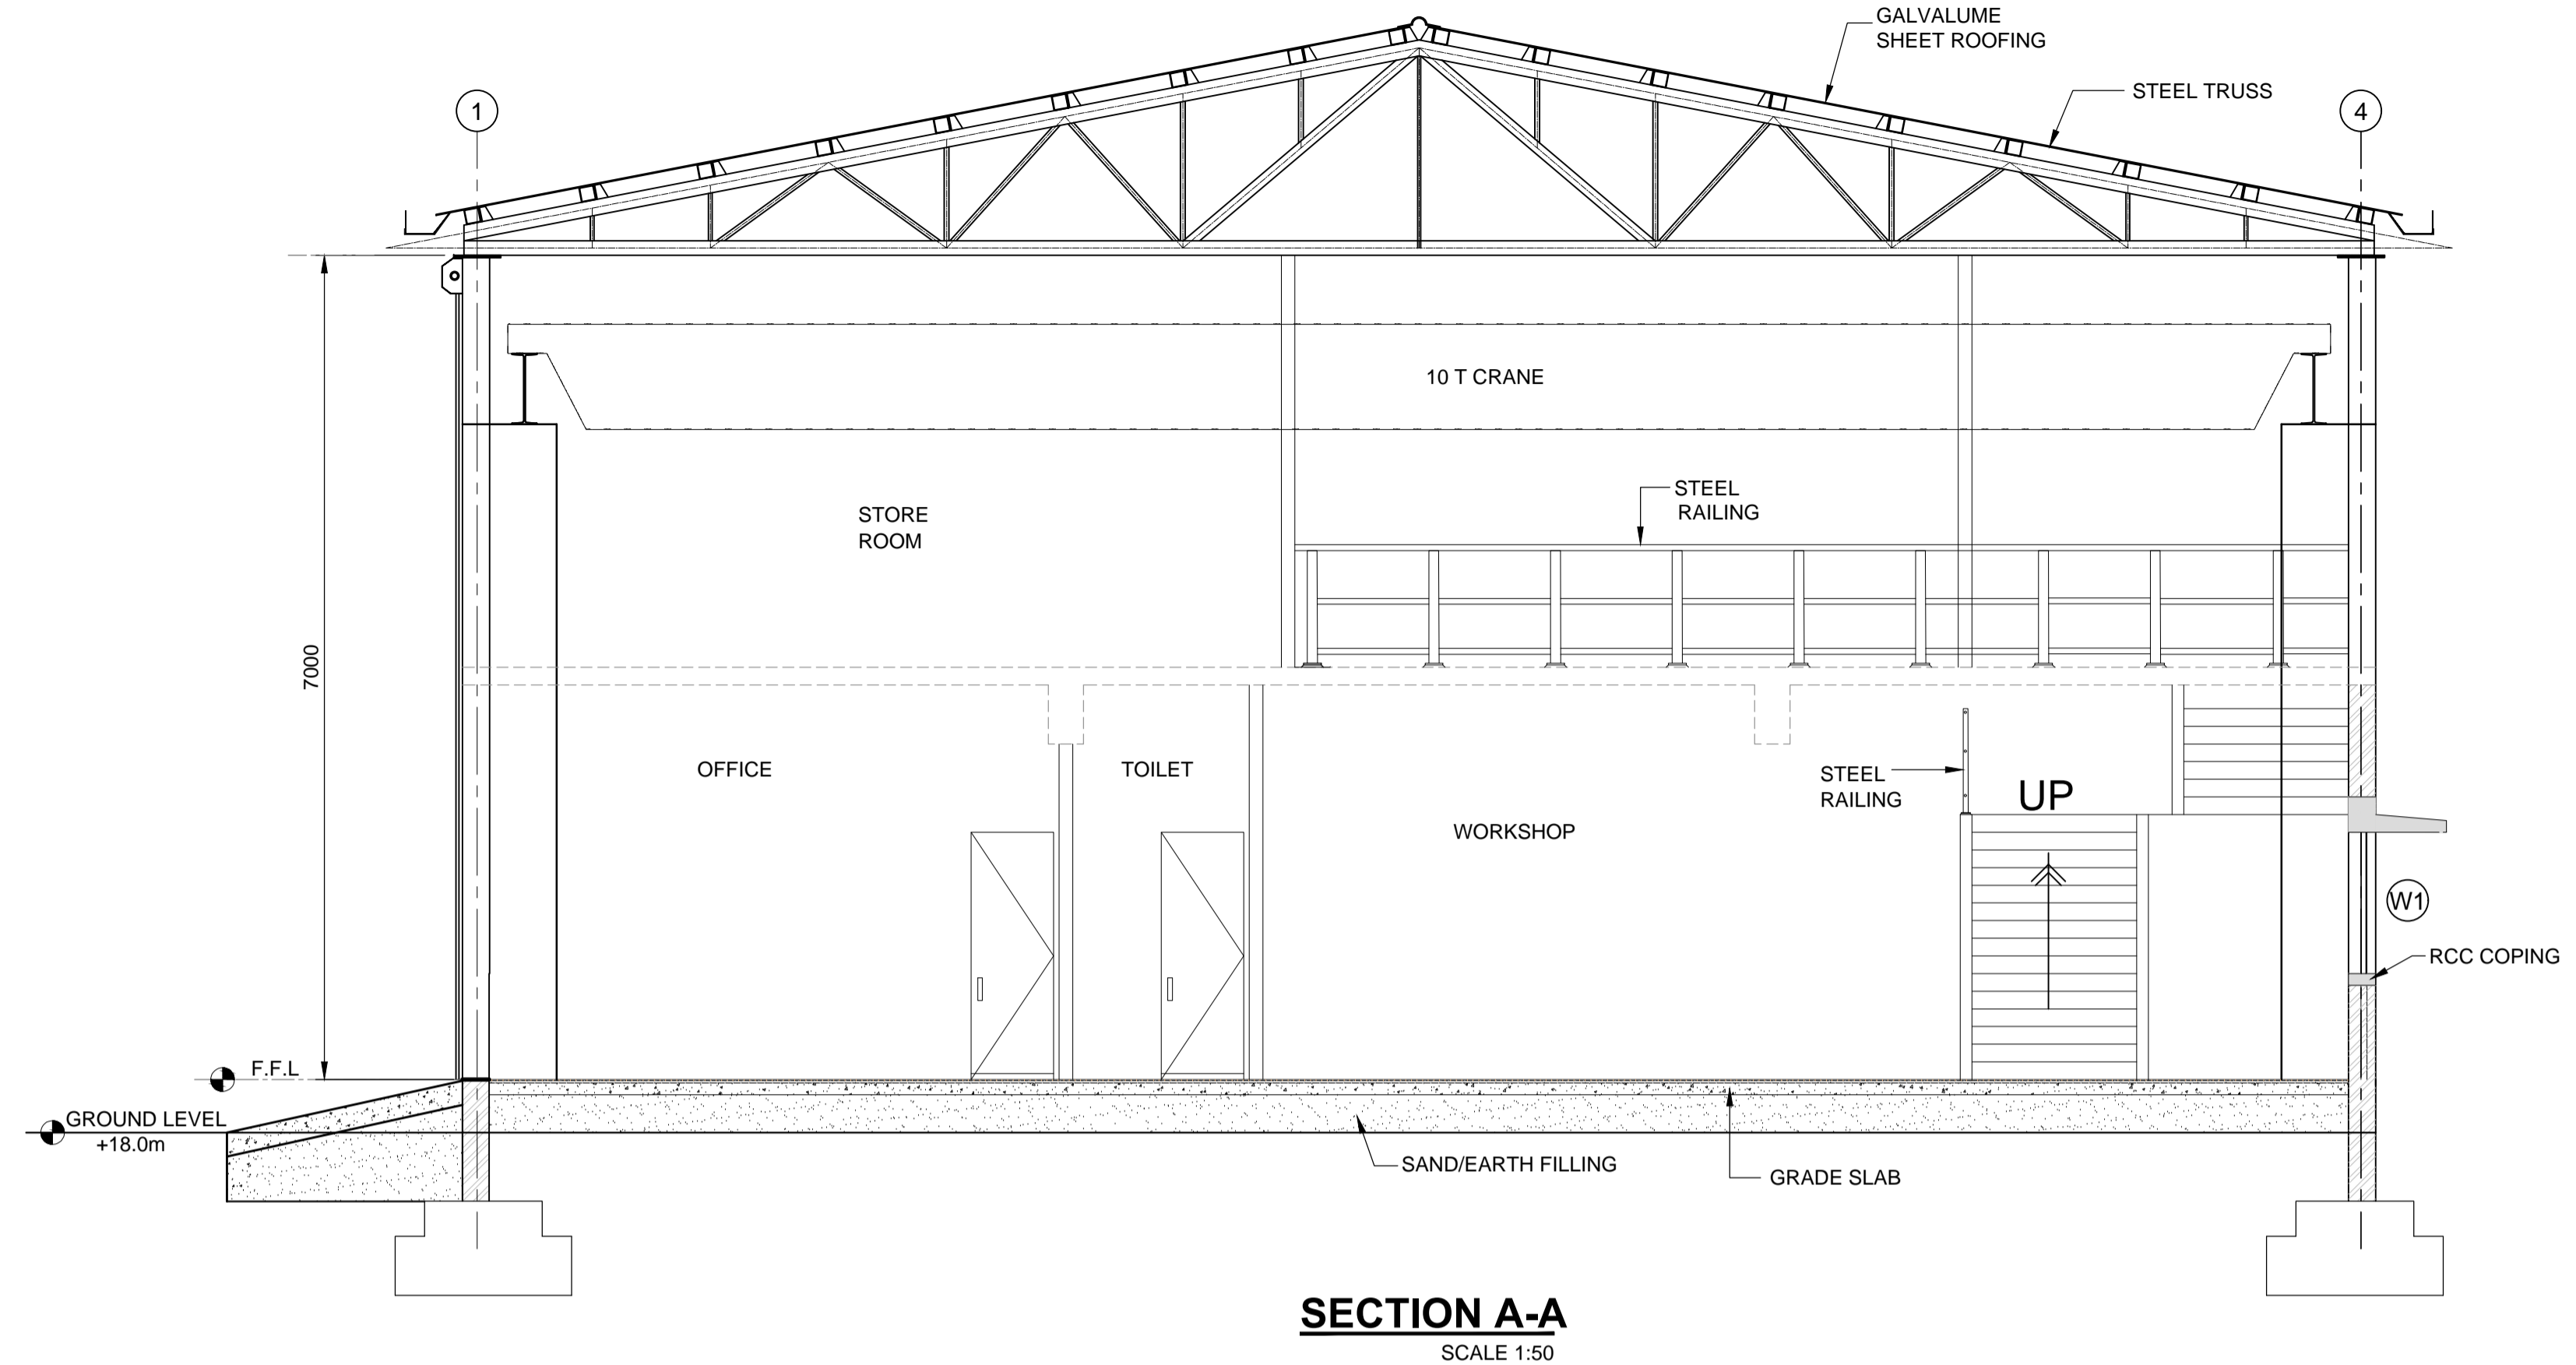 GALVALUME
SHEET ROOFING
STEEL TRUSS
1
4
10 T CRANE
STEEL
RAILING
STORE
ROOM
7000
OFFICE
TOILET
STEEL
RAILING
UP
WORKSHOP
W1
RCC COPING
F.F.L
GROUND LEVEL
+18.0m
SAND/EARTH FILLING
GRADE SLAB
SECTION A-A
SCALE 1:50